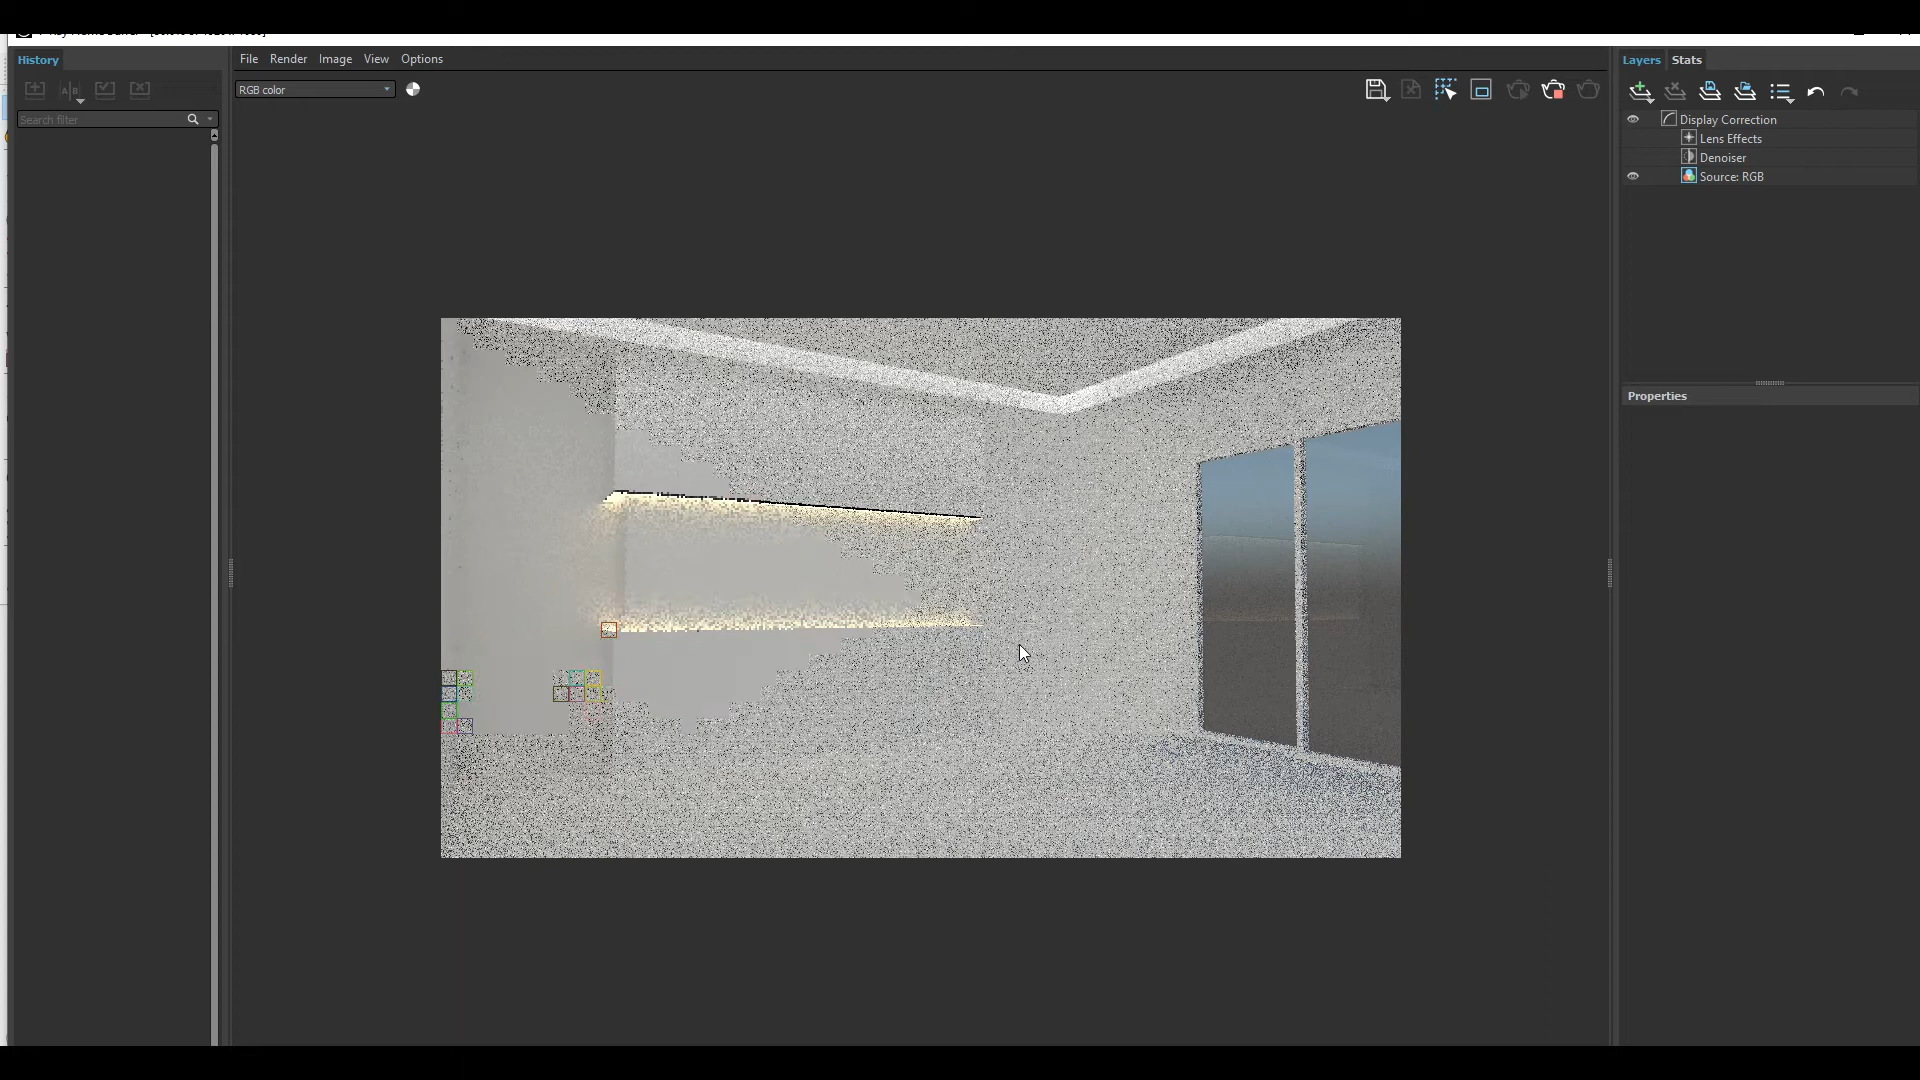 History
File Render Image View Options
Layers Stats
RGB color
Search filter
Display Correction
Lens Effects
Denoiser
Source: RGB
Properties